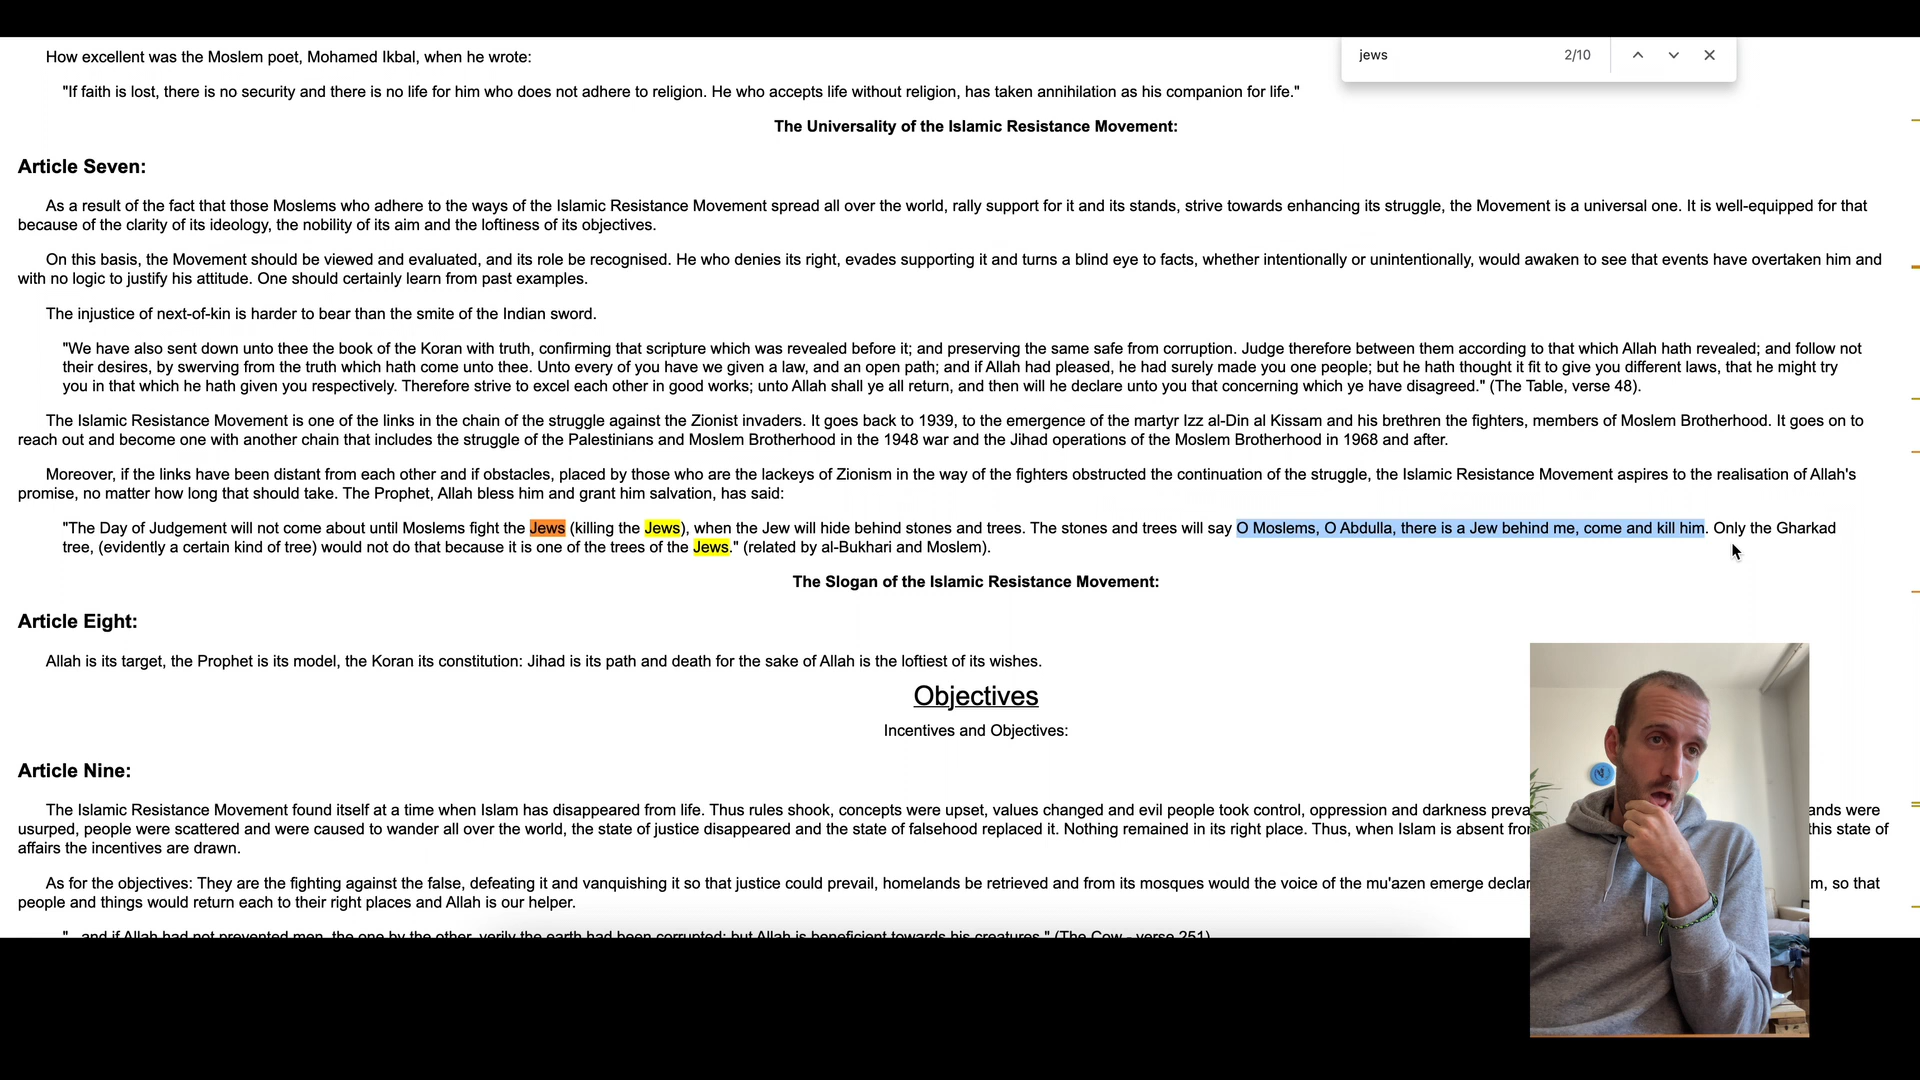 How excellent was the Moslem poet, Mohamed Ikbal, when he wrote:
jews 2/10
"If faith is lost, there is no security and there is no life for him who does not adhere to religion. He who accepts life without religion, has taken annihilation as his companion for life."
The Universality of the Islamic Resistance Movement:
Article Seven:
As a result of the fact that those Moslems who adhere to the ways of the Islamic Resistance Movement spread all over the world, rally support for it and its stands, strive towards enhancing its struggle, the Movement is a universal one. It is well-equipped for that
because of the clarity of its ideology, the nobility of its aim and the loftiness of its objectives.
On this basis, the Movement should be viewed and evaluated, and its role be recognised. He who denies its right, evades supporting it and turns a blind eye to facts, whether intentionally or unintentionally, would awaken to see that events have overtaken him and
with no logic to justify his attitude. One should certainly learn from past examples.
The injustice of next-of-kin is harder to bear than the smite of the Indian sword.
"We have also sent down unto thee the book of the Koran with truth, confirming that scripture which was revealed before it; and preserving the same safe from corruption. Judge therefore between them according to that which Allah hath revealed; and follow not
their desires, by swerving from the truth which hath come unto thee. Unto every of you have we given a law, and an open path; and if Allah had pleased, he had surely made you one people; but he hath thought it fit to give you different laws, that he might try
you in that which he hath given you respectively. Therefore strive to excel each other in good works; unto Allah shall ye all return, and then will he declare unto you that concerning which ye have disagreed." (The Table, verse 48).
The Islamic Resistance Movement is one of the links in the chain of the struggle against the Zionist invaders. It goes back to 1939, to the emergence of the martyr Izz al-Din al Kissam and his brethren the fighters, members of Moslem Brotherhood. It goes on to
reach out and become one with another chain that includes the struggle of the Palestinians and Moslem Brotherhood in the 1948 war and the Jihad operations of the Moslem Brotherhood in 1968 and after.
Moreover, if the links have been distant from each other and if obstacles, placed by those who are the lackeys of Zionism in the way of the fighters obstructed the continuation of the struggle, the Islamic Resistance Movement aspires to the realisation of Allah's
promise, no matter how long that should take. The Prophet, Allah bless him and grant him salvation, has said:
"The Day of Judgement will not come about until Moslems fight the Jews (killing the Jews), when the Jew will hide behind stones and trees. The stones and trees will say O Moslems, O Abdulla, there is a Jew behind me, come and kill him. Only the Gharkad
tree, (evidently a certain kind of tree) would not do that because it is one of the trees of the Jews." (related by al-Bukhari and Moslem).
The Slogan of the Islamic Resistance Movement:
Article Eight:
Allah is its target, the Prophet is its model, the Koran its constitution: Jihad is its path and death for the sake of Allah is the loftiest of its wishes.
Objectives
Incentives and Objectives:
Article Nine:
The Islamic Resistance Movement found itself at a time when Islam has disappeared from life. Thus rules shook, concepts were upset, values changed and evil people took control, oppression and darkness preva ands were
usurped, people were scattered and were caused to wander all over the world, the state of justice disappeared and the state of falsehood replaced it. Nothing remained in its right place. Thus, when Islam is absent fro this state of
affairs the incentives are drawn.
As for the objectives: They are the fighting against the false, defeating it and vanquishing it so that justice could prevail, homelands be retrieved and from its mosques would the voice of the mu'azen emerge declar m, so that
people and things would return each to their right places and Allah is our helper.
"...and if Allah had not prevented men, the one by the other, verily the earth had been corrupted: but Allah is beneficient towards his creatures." (The Cow - verse 251)